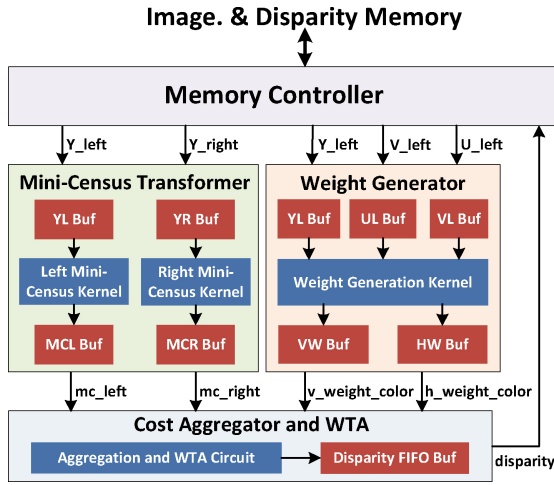 Image. & Disparity Memory
Memory Controller
Y_left
Y_right
Y_left
V_left
U_left
Mini-Census Transformer
Weight Generator
YL Buf
YR Buf
YL Buf
UL Buf
VL Buf
Left Mini-
Census Kernel
Right Mini-
Census Kernel
Weight Generation Kernel
MCL Buf
MCR Buf
VW Buf
HW Buf
mc_left
mc_right
v_weight_color
h_weight_color
Cost Aggregator and WTA
Aggregation and WTA Circuit
Disparity FIFO Buf
disparity